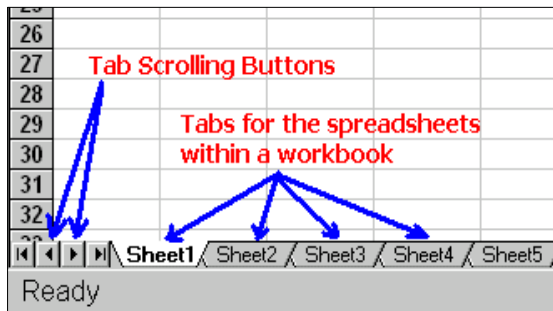 26
27
Tab Scrolling Buttons
28
29
Tabs for the spreadsheets
30
within a workbook
31
32
Sheet1 Sheet2 Sheet3 Sheet4 Sheet5
Ready